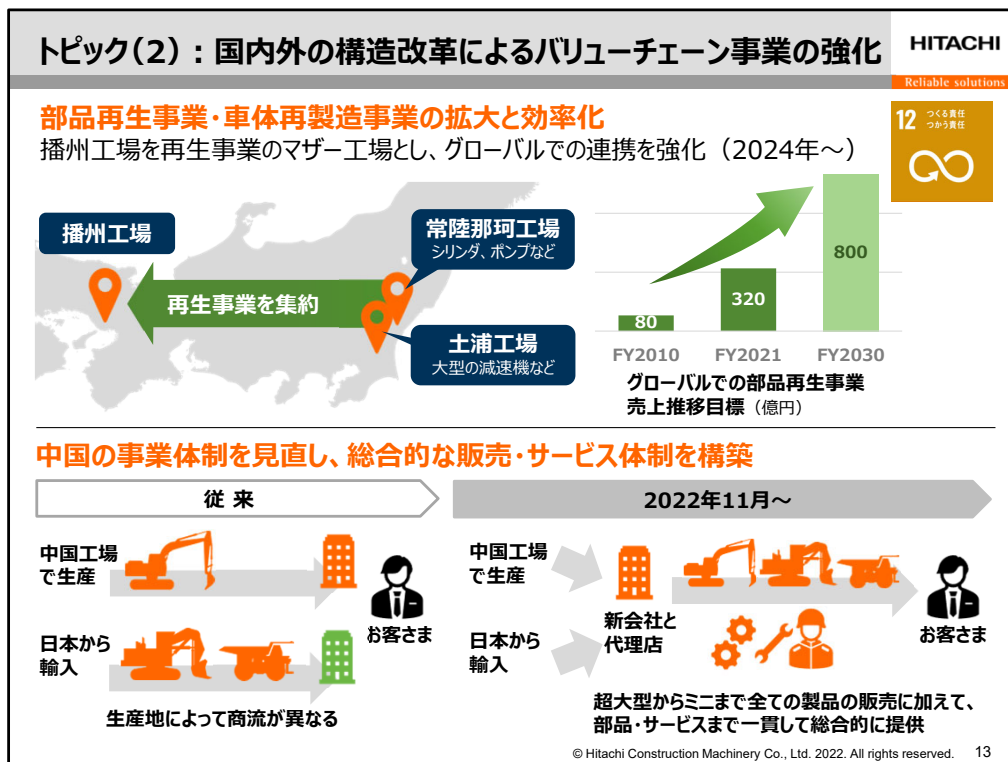 トピック(2)：国内外の構造改革によるバリューチェーン事業の強化
HITACHI
Reliable solutions
部品再生事業・車体再製造事業の拡大と効率化
播州工場を再生事業のマザー工場とし、グローバルでの連携を強化（2024年～）
12 つくる責任
つかう責任
播州工場
常陸那珂工場
シリンダ、ポンプなど
再生事業を集約
土浦工場
大型の減速機など
80
320
800
FY2010
FY2021
FY2030
グローバルでの部品再生事業
売上推移目標（億円）
中国の事業体制を見直し、総合的な販売・サービス体制を構築
従 来
中国工場
で生産
日本から
輸入
お客さま
生産地によって商流が異なる
2022年11月～
中国工場
で生産
日本から
輸入
新会社と
代理店
お客さま
超大型からミニまで全ての製品の販売に加えて、
部品・サービスまで一貫して総合的に提供
© Hitachi Construction Machinery Co., Ltd. 2022. All rights reserved.
13